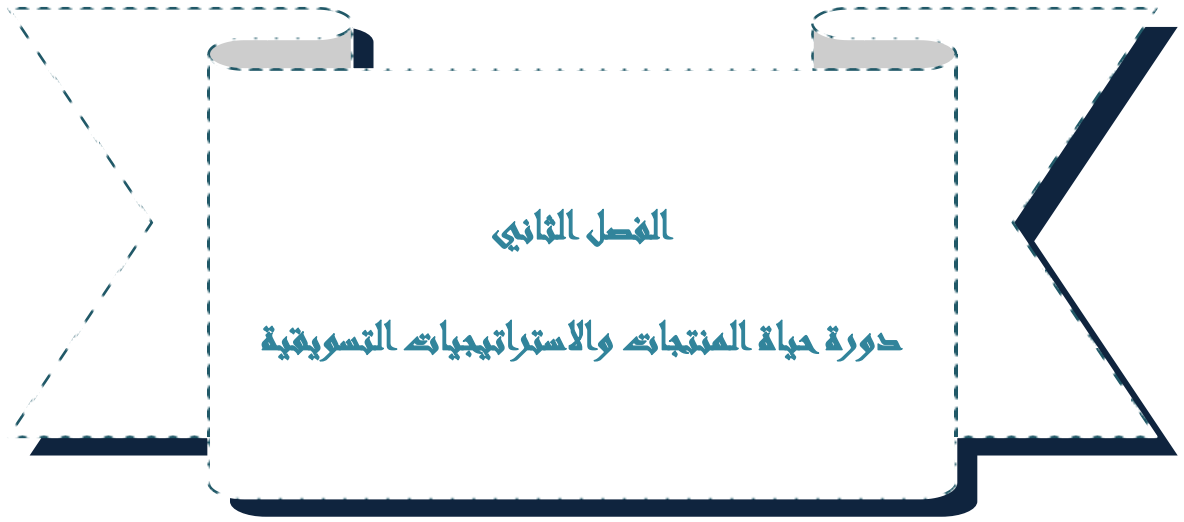 الفصل الثاني
دورة حياة المنتجات والاستراتيجيات التسويقية